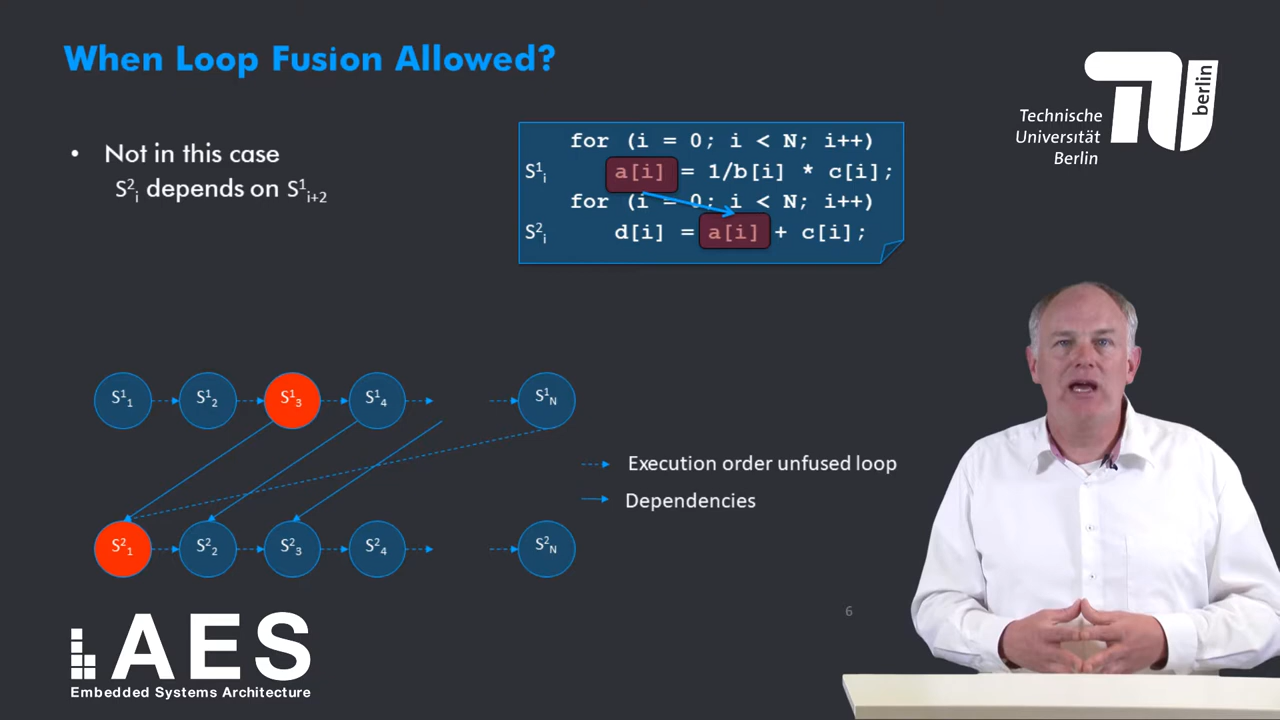 When Loop Fusion Allowed?
Technische
Universität
Berlin
berlin
• Not in this case
S²ᵢ depends on S¹ᵢ₊₂
for (i = 0; i < N; i++)
S¹ᵢ a[i] = 1/b[i] * c[i];
for (i = 0; i < N; i++)
S²ᵢ d[i] = a[i] + c[i];
S¹₁ S¹₂ S¹₃ S¹₄ S¹N
Execution order unfused loop
Dependencies
S²₁ S²₂ S²₃ S²₄ S²N
6
AES
Embedded Systems Architecture